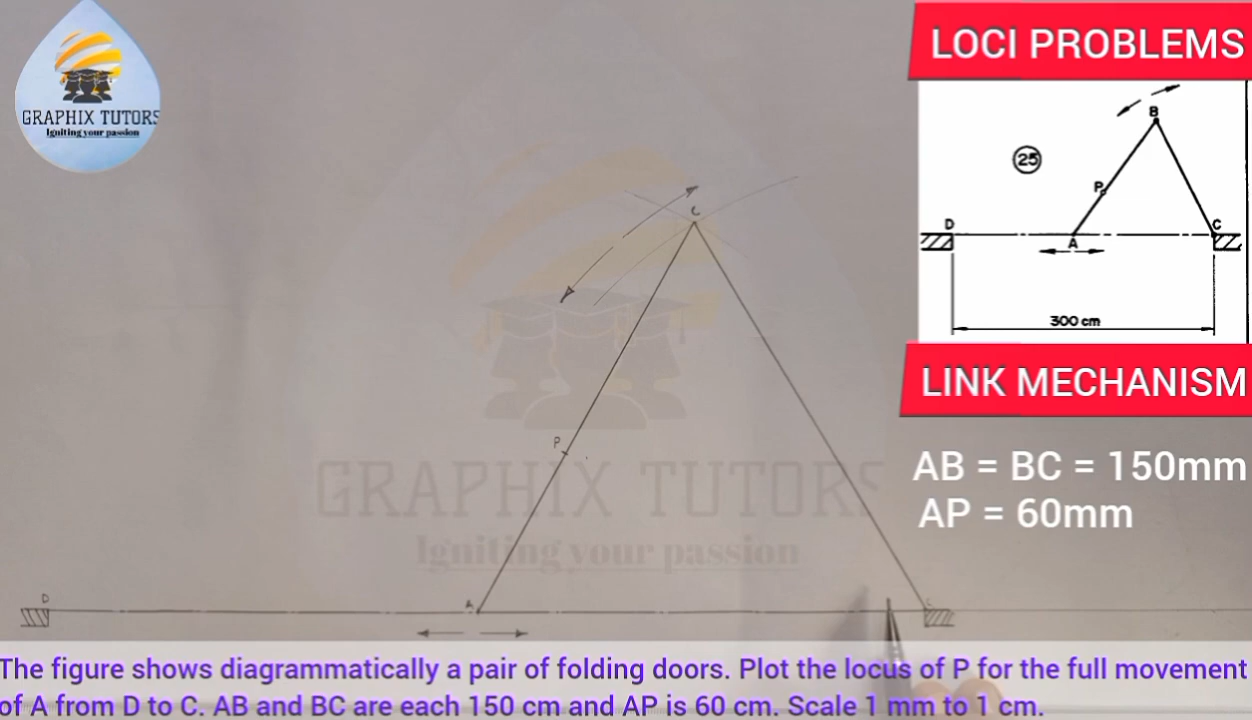 GRAPHIX TUTORS
Igniting your passion
LOCI PROBLEMS
B
25
P
D
A
C
300 cm
LINK MECHANISM
AB = BC = 150mm
AP = 60mm
C
P
D
A
C
GRAPHIX TUTORS
Igniting your passion
The figure shows diagrammatically a pair of folding doors. Plot the locus of P for the full movement
of A from D to C. AB and BC are each 150 cm and AP is 60 cm. Scale 1 mm to 1 cm.